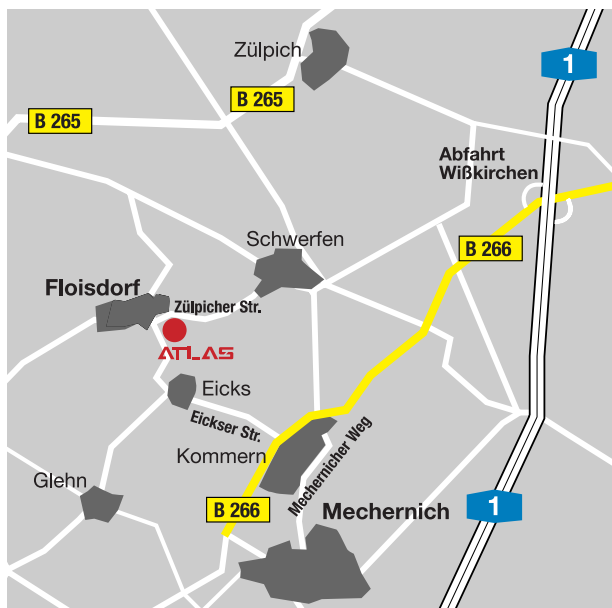 Zülpich
1
B 265
B 265
Abfahrt
Wißkirchen
Schwerfen
B 266
Floisdorf
Zülpicher Str.
ATLAS
Eicks
Eickser Str.
Kommern
Mechernicher Weg
Glehn
B 266
Mechernich
1